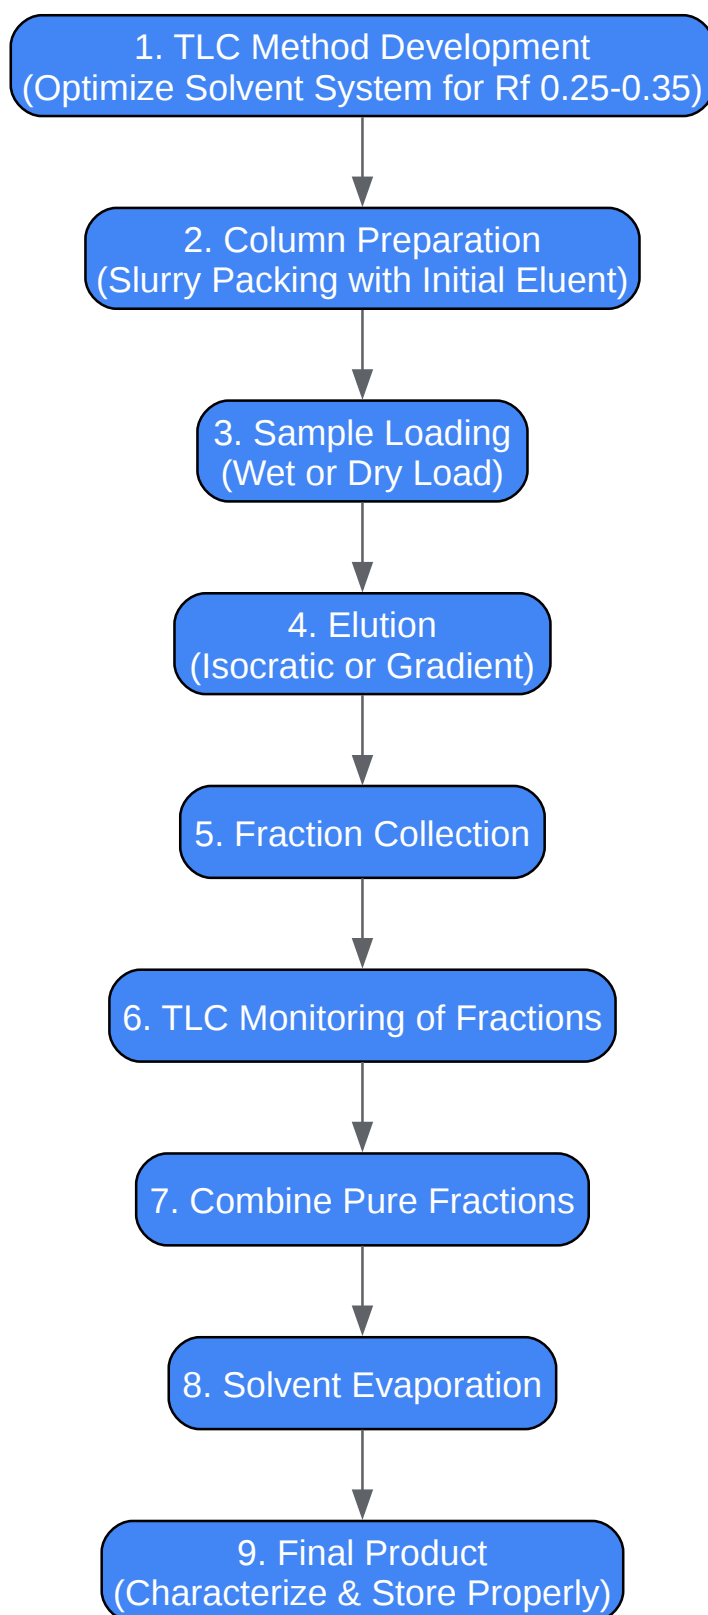 1. TLC Method Development
(Optimize Solvent System for Rf 0.25-0.35)
2. Column Preparation
(Slurry Packing with Initial Eluent)
3. Sample Loading
(Wet or Dry Load)
4. Elution
(Isocratic or Gradient)
5. Fraction Collection
6. TLC Monitoring of Fractions
7. Combine Pure Fractions
8. Solvent Evaporation
9. Final Product
(Characterize & Store Properly)